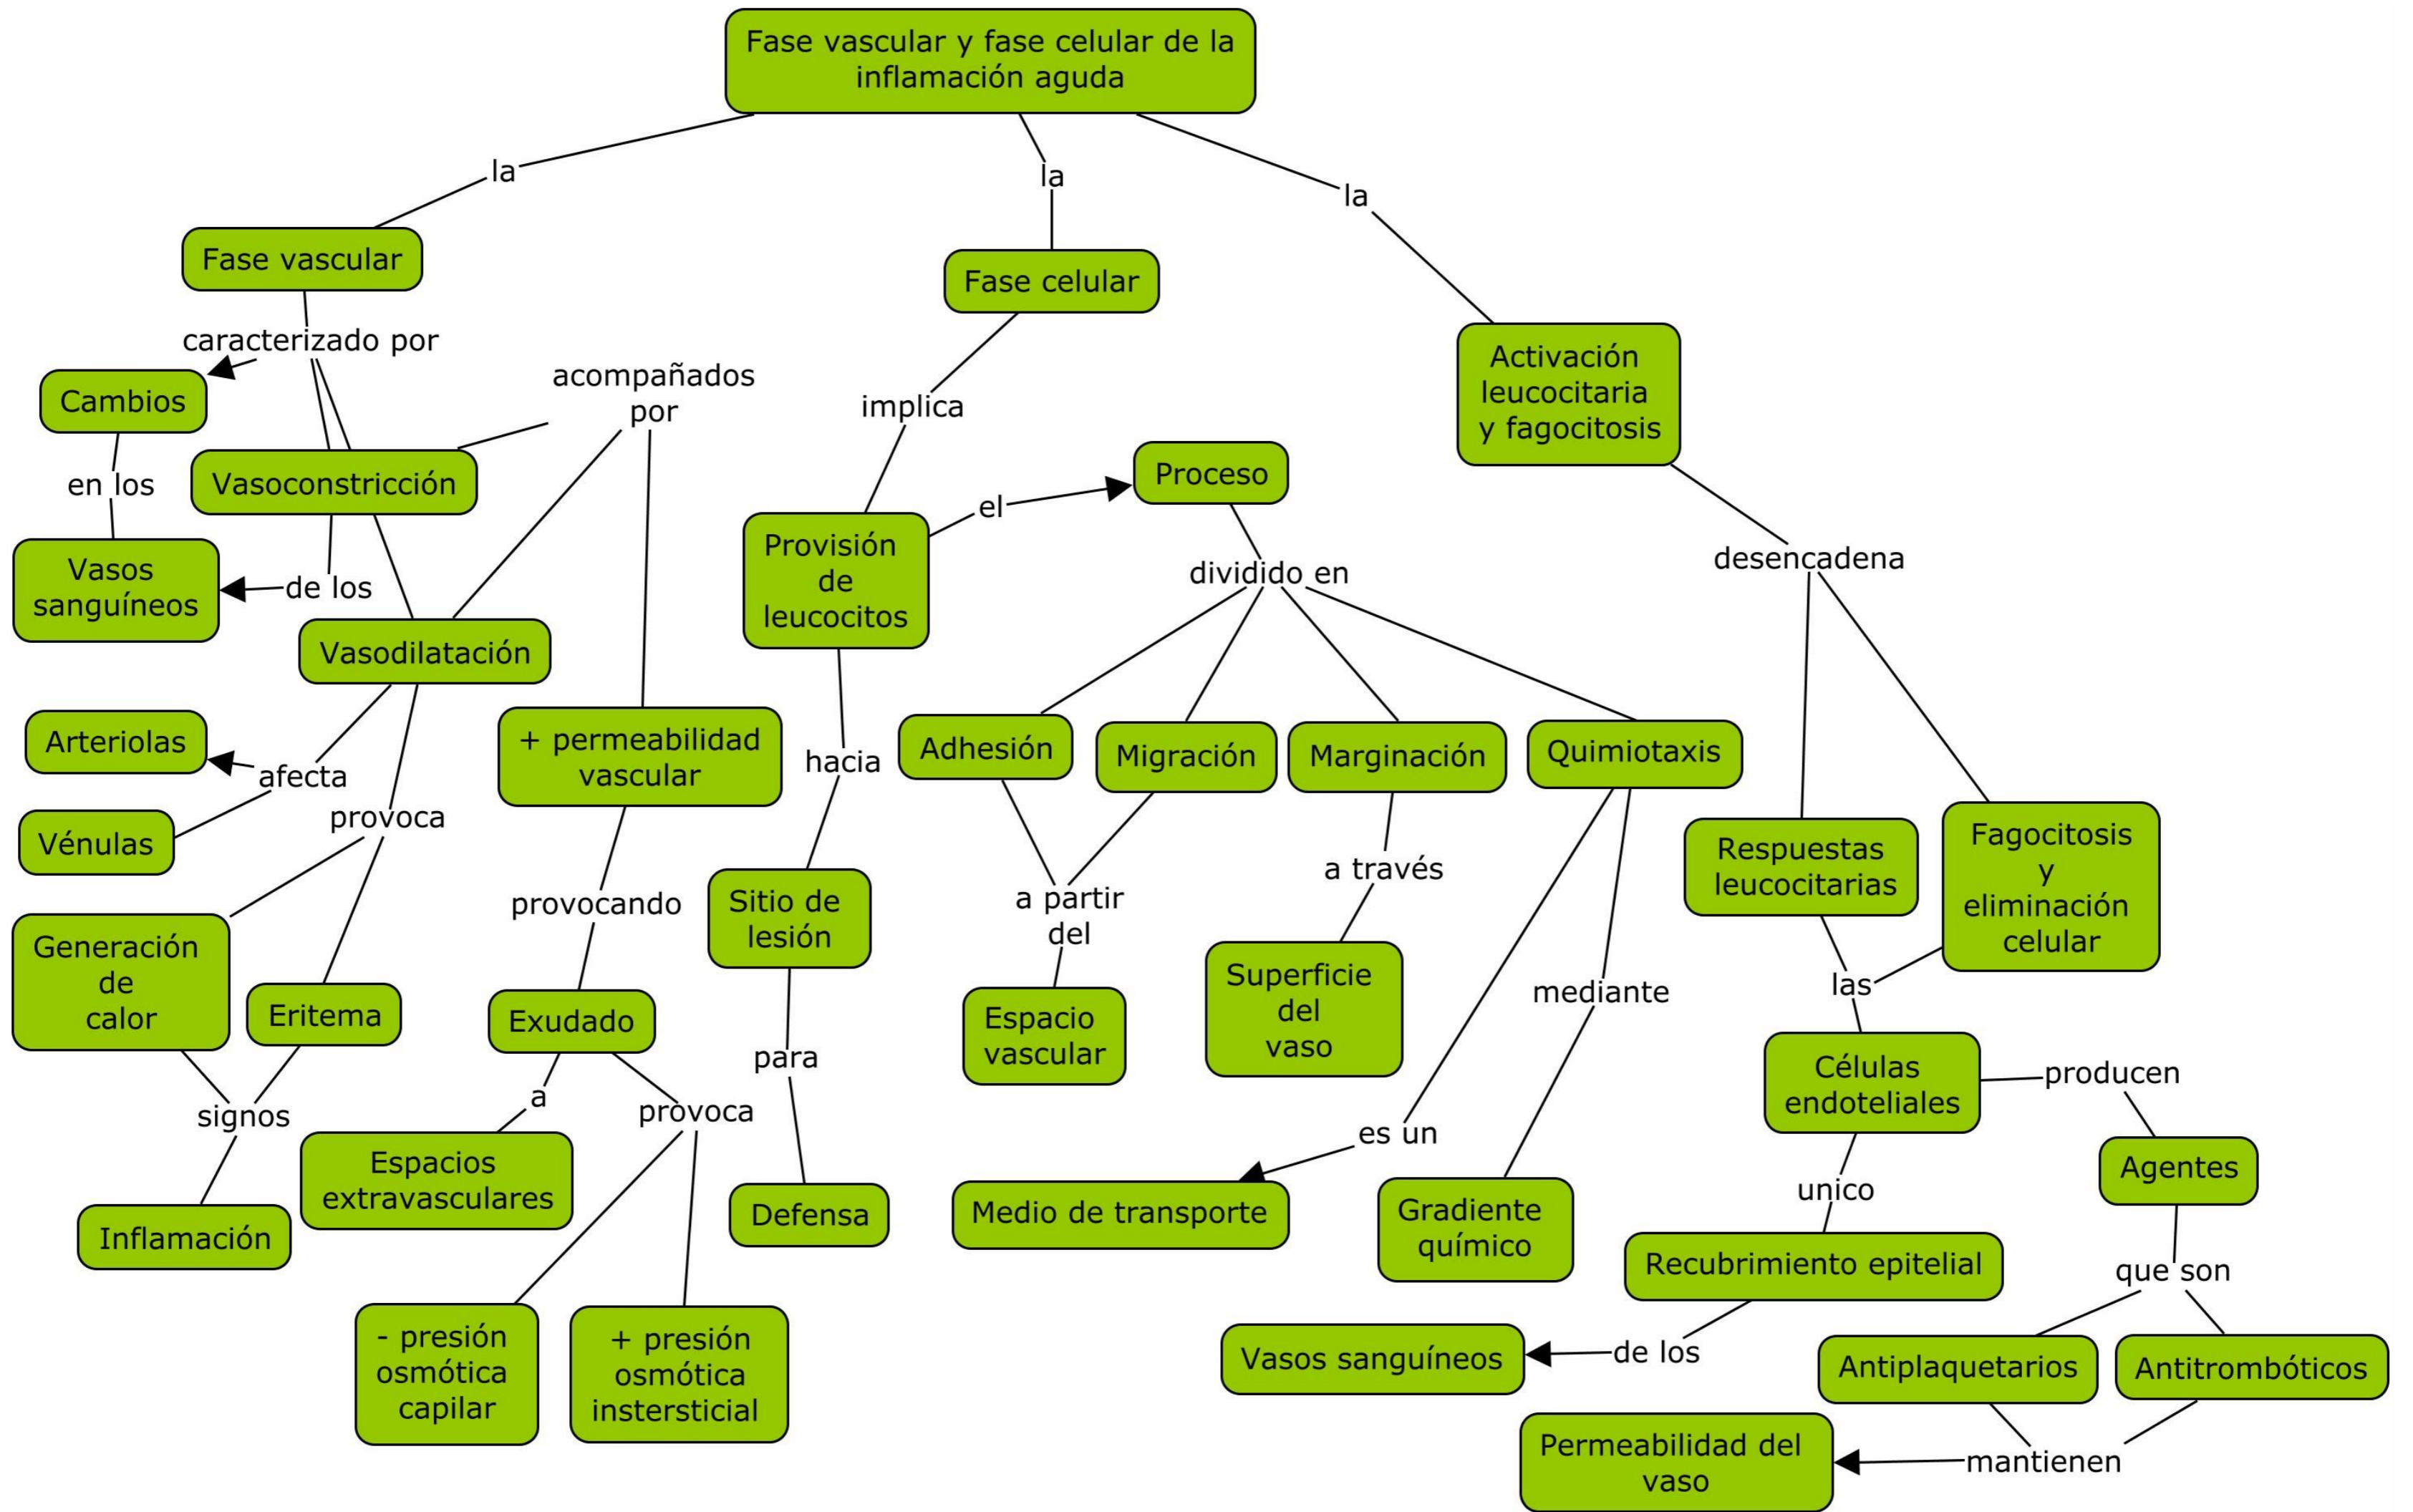 Fase vascular y fase celular de la
inflamación aguda
la
la
la
Fase vascular
Fase celular
caracterizado por
Activación
leucocitaria
y fagocitosis
acompañados
por
Cambios
implica
en los
Vasoconstricción
Proceso
el
Provisión
de
leucocitos
Vasos
sanguíneos
de los
dividido en
desencadena
Vasodilatación
Arteriolas
afecta
Vénulas
provoca
+ permeabilidad
vascular
hacia
Adhesión
Migración
Marginación
Quimiotaxis
a través
a partir
del
Respuestas
leucocitarias
Fagocitosis
y
eliminación
celular
provocando
Sitio de
lesión
Generación
de
calor
Eritema
Exudado
Espacio
vascular
Superficie
del
vaso
mediante
las
Células
endoteliales
producen
para
signos
a
provoca
es un
Agentes
Espacios
extravasculares
Inflamación
Defensa
Medio de transporte
Gradiente
químico
unico
Recubrimiento epitelial
que son
- presión
osmótica
capilar
+ presión
osmótica
instersticial
Vasos sanguíneos
de los
Antiplaquetarios
Antitrombóticos
Permeabilidad del
vaso
mantienen